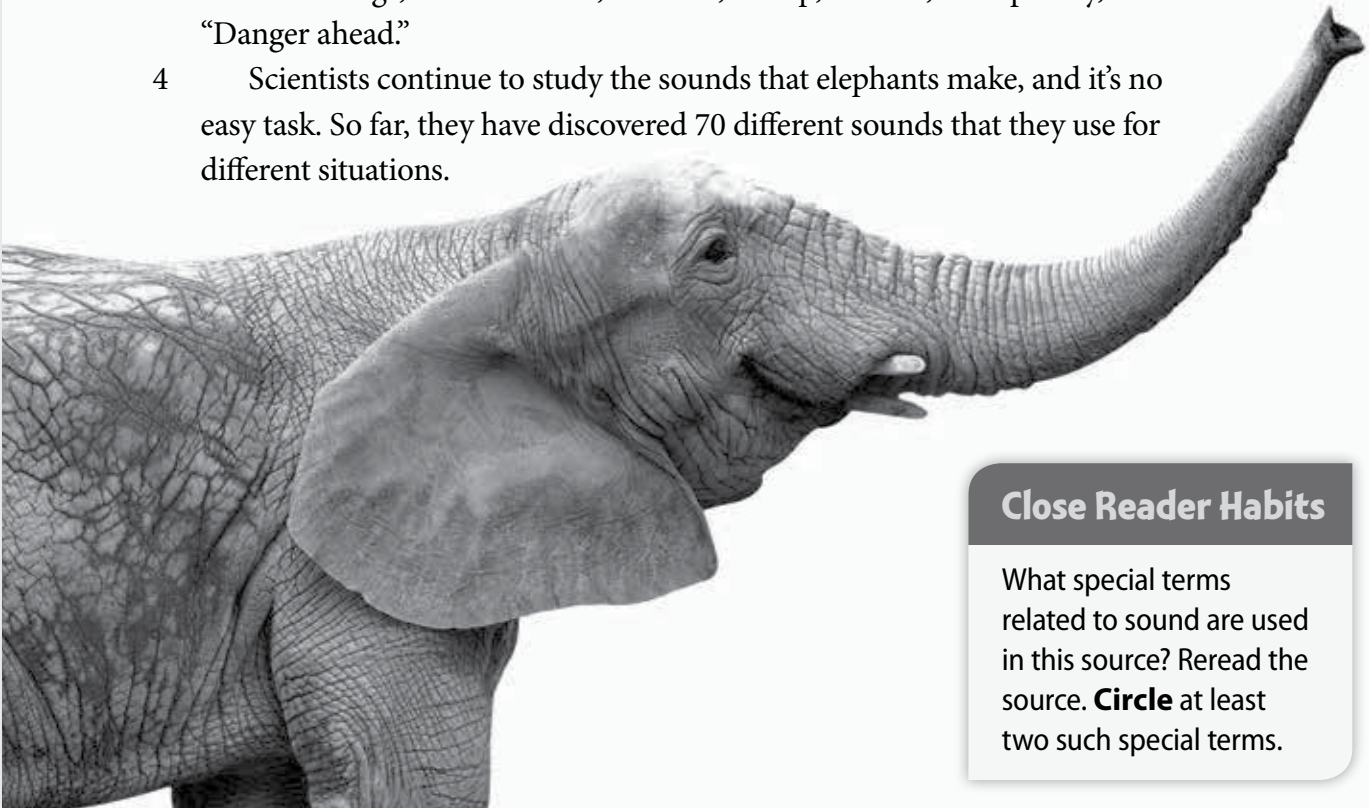 “Danger ahead.”
4 Scientists continue to study the sounds that elephants make, and it’s no
easy task. So far, they have discovered 70 different sounds that they use for
different situations.
Close Reader Habits
What special terms
related to sound are used
in this source? Reread the
source. Circle at least
two such special terms.